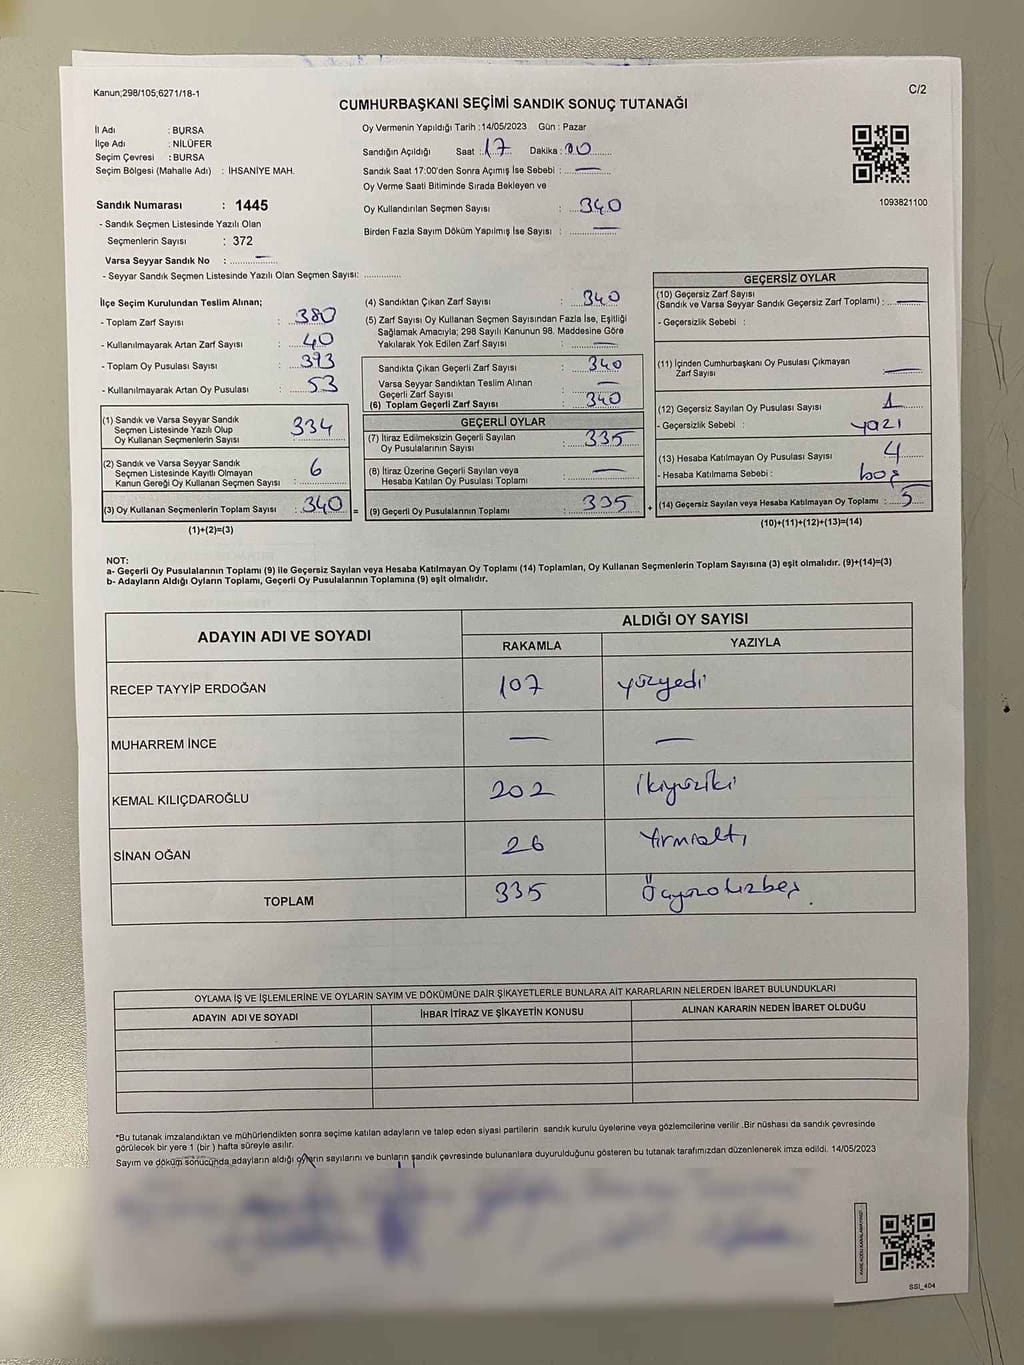 Kanun;298/105;6271/18-1
C/2
CUMHURBAŞKANI SEÇİMİ SANDIK SONUÇ TUTANAĞI
İl Adı : BURSA
İlçe Adı : NİLÜFER
Seçim Çevresi : BURSA
Seçim Bölgesi (Mahalle Adı) : İHSANİYE MAH.
Sandık Numarası : 1445
- Sandık Seçmen Listesinde Yazılı Olan
Seçmenlerin Sayısı : 372
Varsa Seyyar Sandık No : —
- Seyyar Sandık Seçmen Listesinde Yazılı Olan Seçmen Sayısı: .............
Oy Vermenin Yapıldığı Tarih :14/05/2023 Gün : Pazar
Sandığın Açıldığı Saat : 17 Dakika : 00
Sandık Saat 17:00'den Sonra Açımış İse Sebebi : —
Oy Verme Saati Bitiminde Sırada Bekleyen ve
Oy Kullandırılan Seçmen Sayısı : 340
Birden Fazla Sayım Döküm Yapılmış İse Sayısı : —
1093821100
İlçe Seçim Kurulundan Teslim Alınan;
- Toplam Zarf Sayısı : 380
- Kullanılmayarak Artan Zarf Sayısı : 40
- Toplam Oy Pusulası Sayısı : 393
- Kullanılmayarak Artan Oy Pusulası : 53
(1) Sandık ve Varsa Seyyar Sandık
Seçmen Listesinde Yazılı Olup
Oy Kullanan Seçmenlerin Sayısı : 334
(2) Sandık ve Varsa Seyyar Sandık
Seçmen Listesinde Kayıtlı Olmayan
Kanun Gereği Oy Kullanan Seçmen Sayısı : 6
(3) Oy Kullanan Seçmenlerin Toplam Sayısı : 340 =
(1)+(2)=(3)
(4) Sandıktan Çıkan Zarf Sayısı : 340
(5) Zarf Sayısı Oy Kullanan Seçmen Sayısından Fazla İse, Eşitliği
Sağlamak Amacıyla; 298 Sayılı Kanunun 98. Maddesine Göre
Yakılarak Yok Edilen Zarf Sayısı : —
Sandıkta Çıkan Geçerli Zarf Sayısı : 340
Varsa Seyyar Sandıktan Teslim Alınan
Geçerli Zarf Sayısı : —
(6) Toplam Geçerli Zarf Sayısı : 340
GEÇERLİ OYLAR
(7) İtiraz Edilmeksizin Geçerli Sayılan
Oy Pusulasının Sayısı : 335
(8) İtiraz Üzerine Geçerli Sayılan veya
Hesaba Katılan Oy Pusulası Toplamı : —
(9) Geçerli Oy Pusulalarının Toplamı : 335 +
GEÇERSİZ OYLAR
(10) Geçersiz Zarf Sayısı
(Sandık ve Varsa Seyyar Sandık Geçersiz Zarf Toplamı) : —
- Geçersizlik Sebebi :
(11) İçinden Cumhurbaşkanı Oy Pusulası Çıkmayan
Zarf Sayısı —
(12) Geçersiz Sayılan Oy Pusulası Sayısı : 1
- Geçersizlik Sebebi : yazı
(13) Hesaba Katılmayan Oy Pusulası Sayısı : 4
- Hesaba Katılmama Sebebi : boş
(14) Geçersiz Sayılan veya Hesaba Katılmayan Oy Toplamı : 5
(10)+(11)+(12)+(13)=(14)
NOT:
a- Geçerli Oy Pusulalarının Toplamı (9) ile Geçersiz Sayılan veya Hesaba Katılmayan Oy Toplamı (14) Toplamları, Oy Kullanan Seçmenlerin Toplam Sayısına (3) eşit olmalıdır. (9)+(14)=(3)
b- Adayların Aldığı Oyların Toplamı, Geçerli Oy Pusulalarının Toplamına (9) eşit olmalıdır.
ADAYIN ADI VE SOYADI
ALDIĞI OY SAYISI
RAKAMLA YAZIYLA
RECEP TAYYİP ERDOĞAN 107 yüzyedi
MUHARREM İNCE — —
KEMAL KILIÇDAROĞLU 202 ikiyüziki
SİNAN OĞAN 26 Yirmialtı
TOPLAM 335 Üçyüzotuzbeş.
OYLAMA İŞ VE İŞLEMLERİNE VE OYLARIN SAYIM VE DÖKÜMÜNE DAİR ŞİKAYETLERLE BUNLARA AİT KARARLARIN NELERDEN İBARET BULUNDUKLARI
ADAYIN ADI VE SOYADI İHBAR İTİRAZ VE ŞİKAYETİN KONUSU ALINAN KARARIN NEDEN İBARET OLDUĞU
*Bu tutanak imzalandıktan ve mühürlendikten sonra seçime katılan adayların ve talep eden siyasi partilerin sandık kurulu üyelerine veya gözlemcilerine verilir .Bir nüshası da sandık çevresinde
görülecek bir yere 1 (bir ) hafta süreyle asılır.
Sayım ve döküm sonucunda adayların aldığı oyların sayılarını ve bunların sandık çevresinde bulunanlara duyurulduğunu gösteren bu tutanak tarafımızdan düzenlenerek imza edildi. 14/05/2023
SSI_404